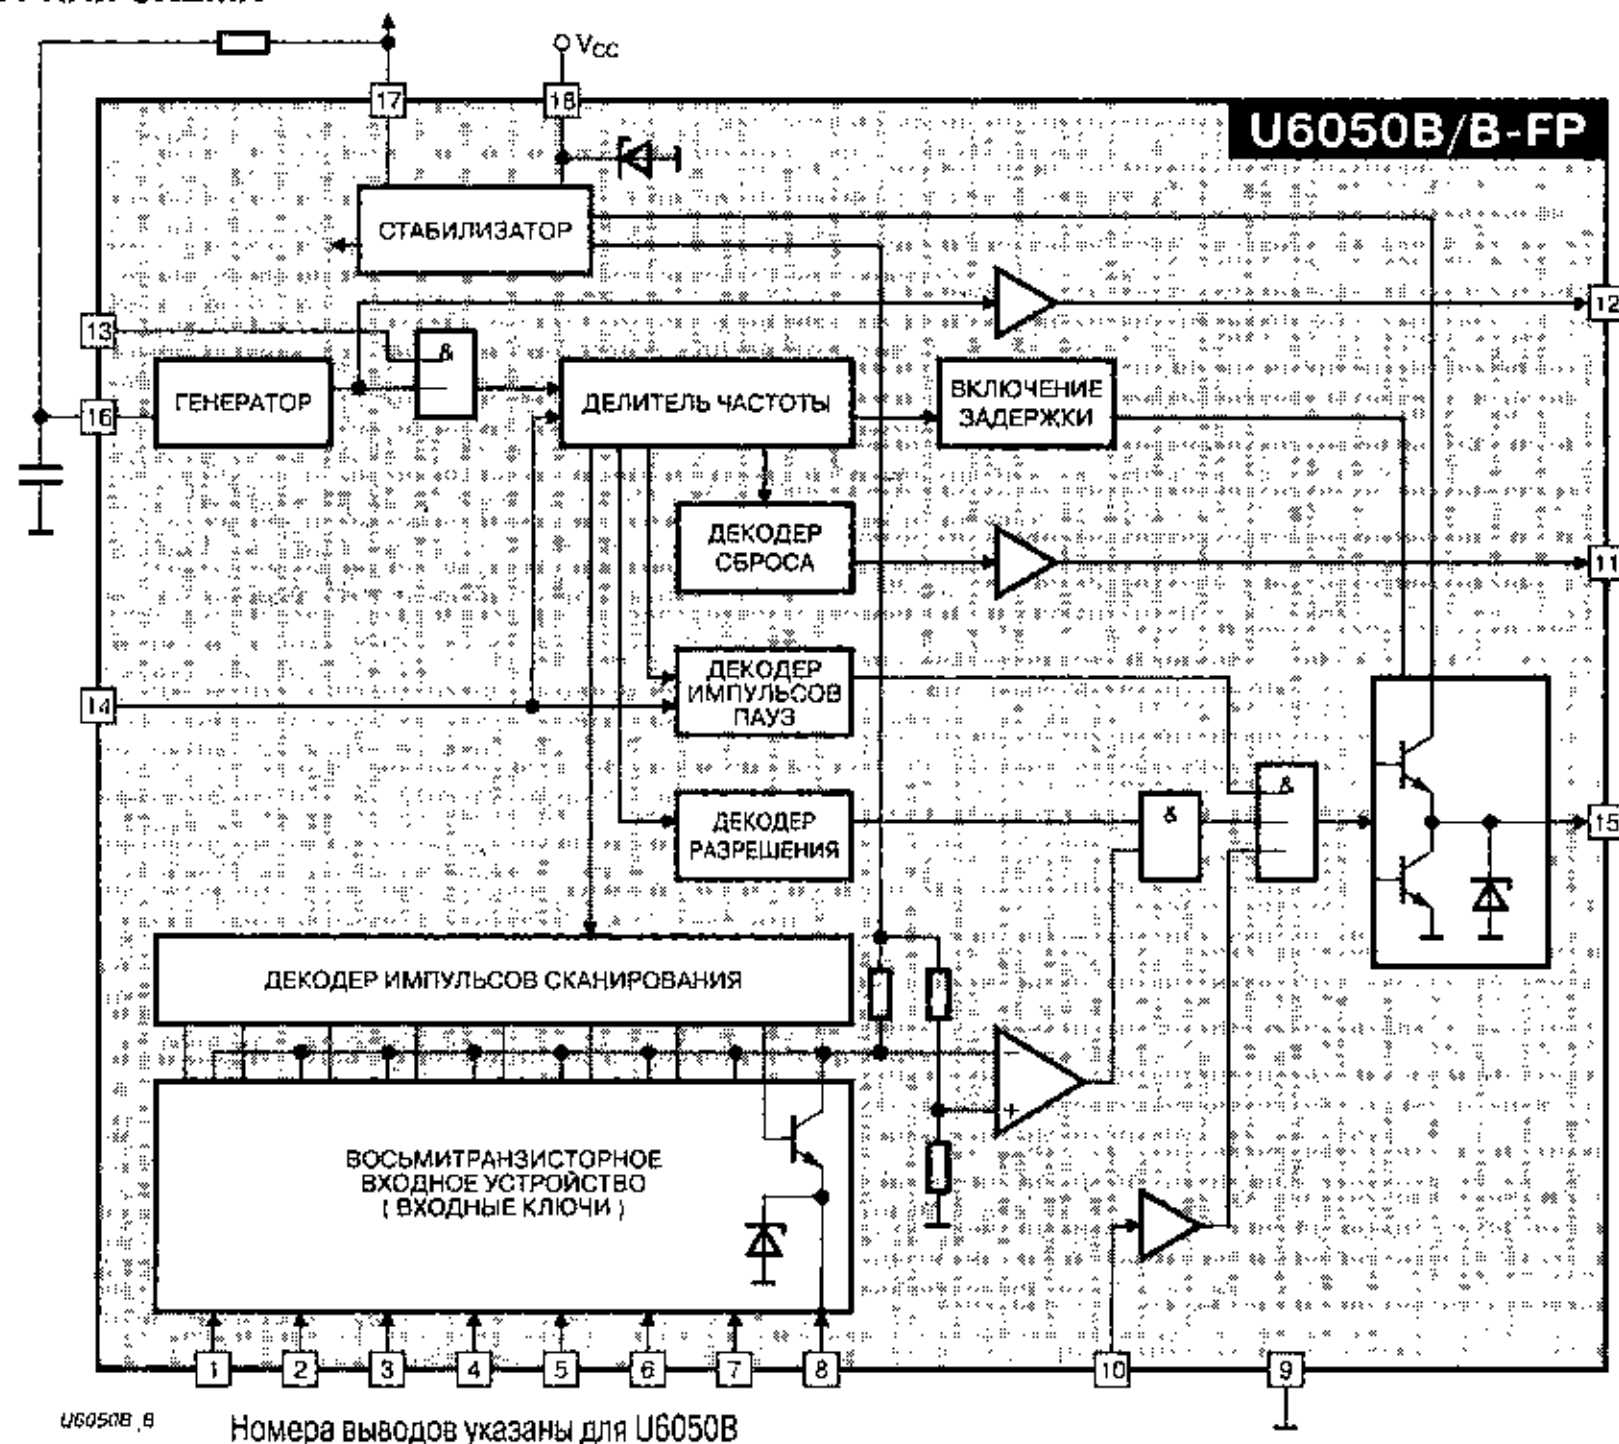 V_CC
17
18
U6050B/B-FP
СТАБИЛИЗАТОР
12
13
&
16
ГЕНЕРАТОР
ДЕЛИТЕЛЬ ЧАСТОТЫ
ВКЛЮЧЕНИЕ
ЗАДЕРЖКИ
ДЕКОДЕР
СБРОСА
11
ДЕКОДЕР
ИМПУЛЬСОВ
ПАУЗ
14
&
&
ДЕКОДЕР
РАЗРЕШЕНИЯ
15
ДЕКОДЕР ИМПУЛЬСОВ СКАНИРОВАНИЯ
−
+
ВОСЬМИТРАНЗИСТОРНОЕ
ВХОДНОЕ УСТРОЙСТВО
( ВХОДНЫЕ КЛЮЧИ )
1
2
3
4
5
6
7
8
10
9
U6050B_B
Номера выводов указаны для U6050B